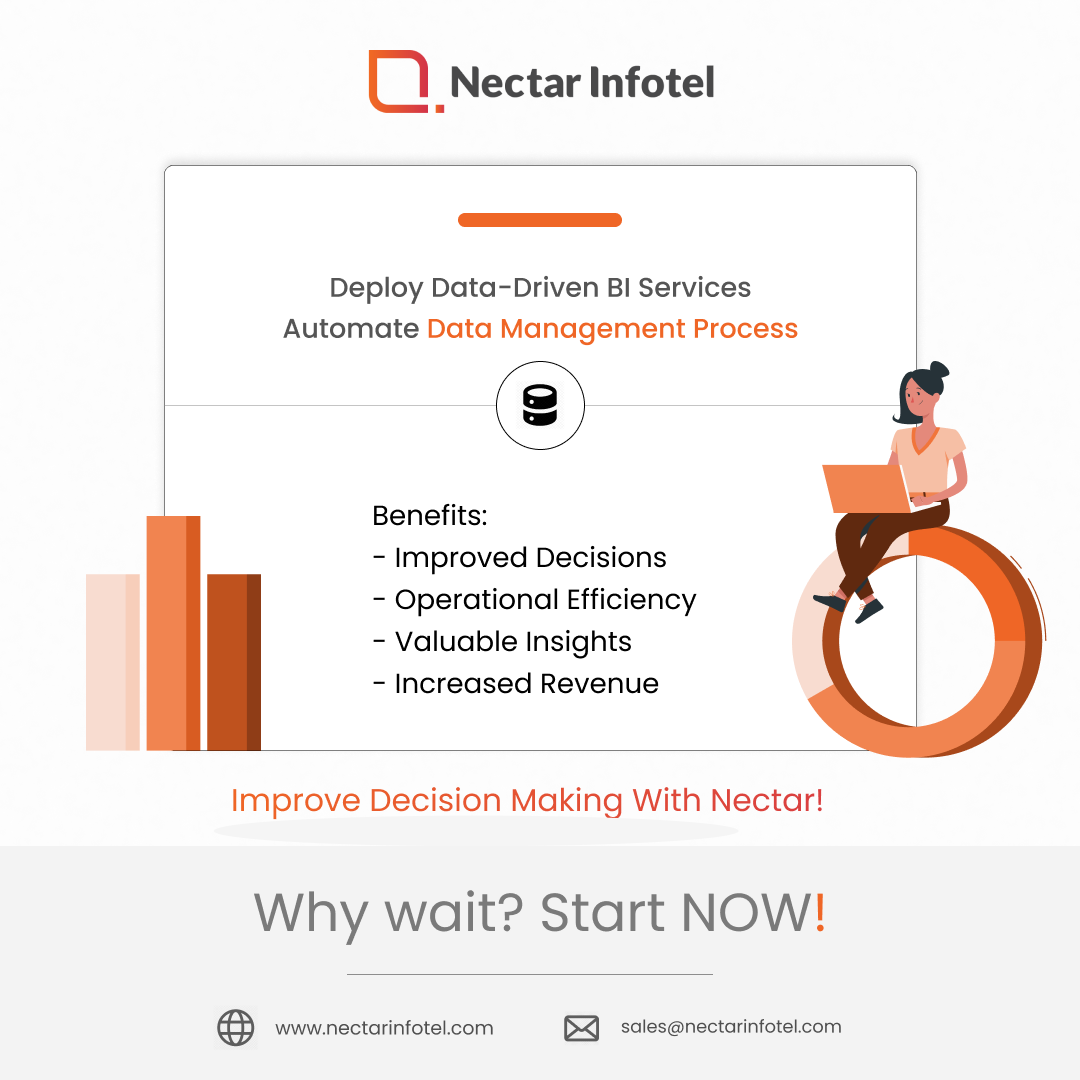 Nectar Infotel
Deploy Data-Driven BI Services
Automate Data Management Process
Benefits:
- Improved Decisions
- Operational Efficiency
- Valuable Insights
- Increased Revenue
Improve Decision Making With Nectar!
Why wait? Start NOW!
www.nectarinfotel.com
sales@nectarinfotel.com